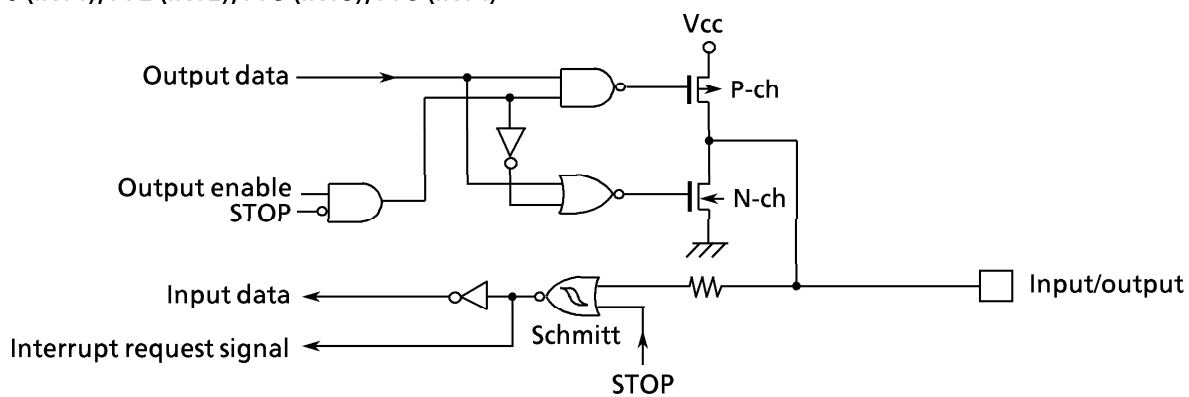 Vcc
Output data
P-ch
Output enable
STOP
N-ch
Input data
Schmitt
Input/output
Interrupt request signal
STOP